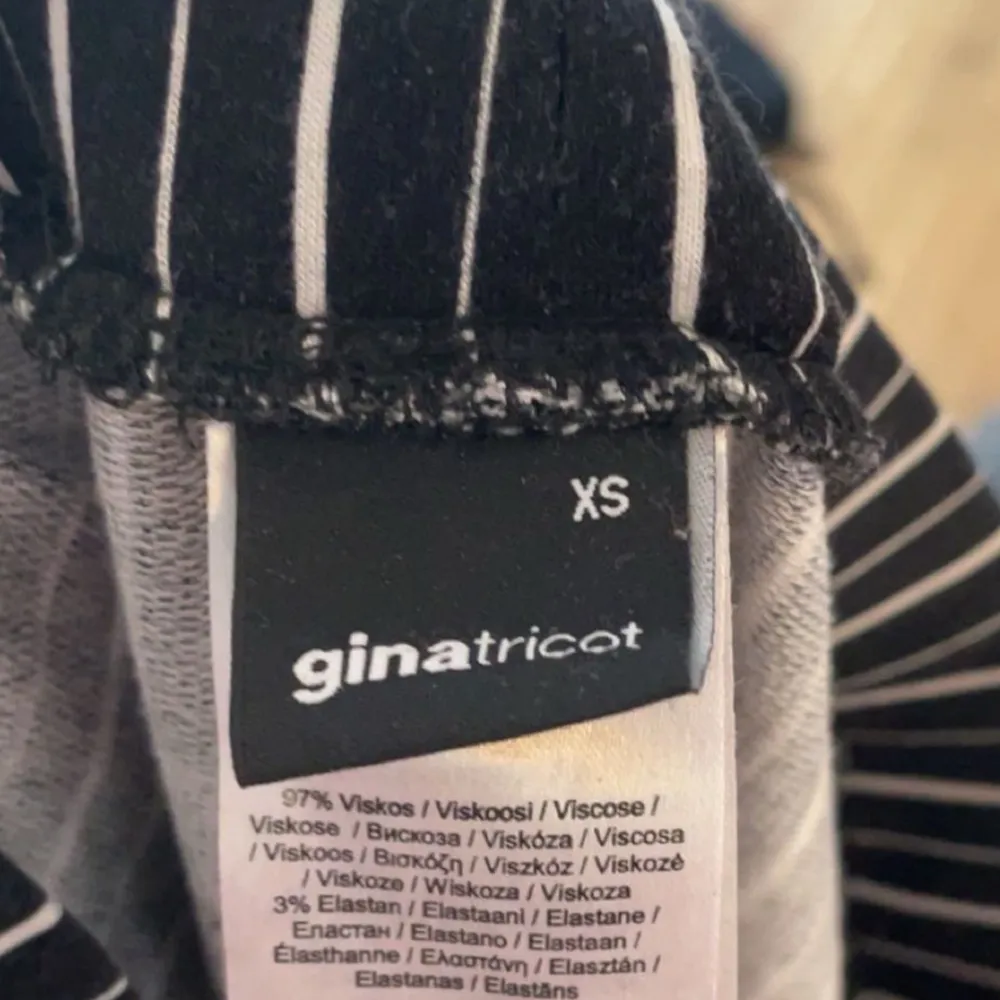 XS
ginatricot
97% Viskos / Viskoosi / Viscose /
Viskose / Вискоза / Viskóza / Viscosa
/ Viskoos / Βισκόζη / Viszkóz / Viskozė
/ Viskoze / Wiskoza / Viskoza
3% Elastan / Elastaani / Elastane /
Еластан / Elastano / Elastaan /
Élasthanne / Ελαστάνη / Elasztán /
Elastanas / Elastāns